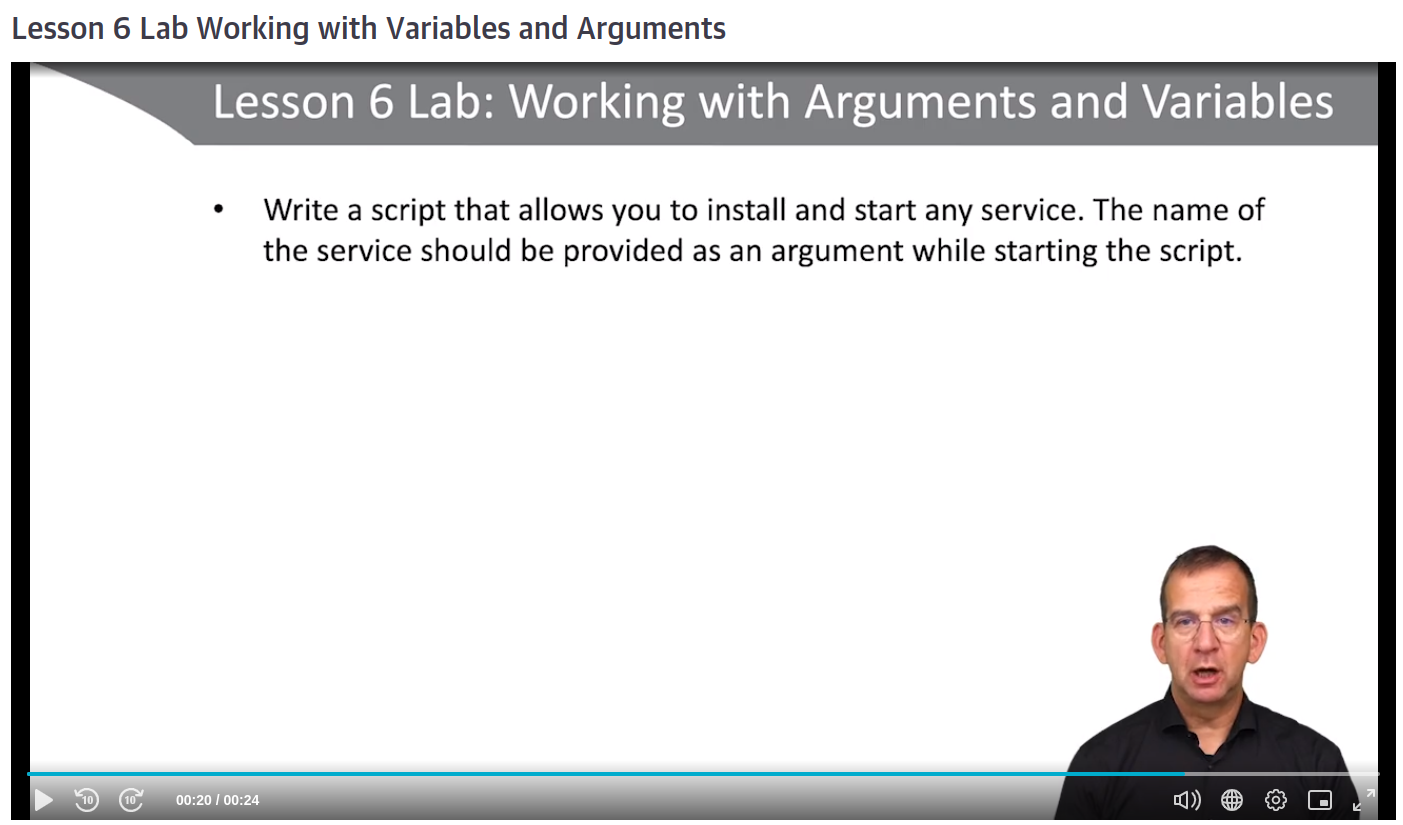 Lesson 6 Lab Working with Variables and Arguments
Lesson 6 Lab: Working with Arguments and Variables
• Write a script that allows you to install and start any service. The name of
the service should be provided as an argument while starting the script.
10
10
00:20 / 00:24